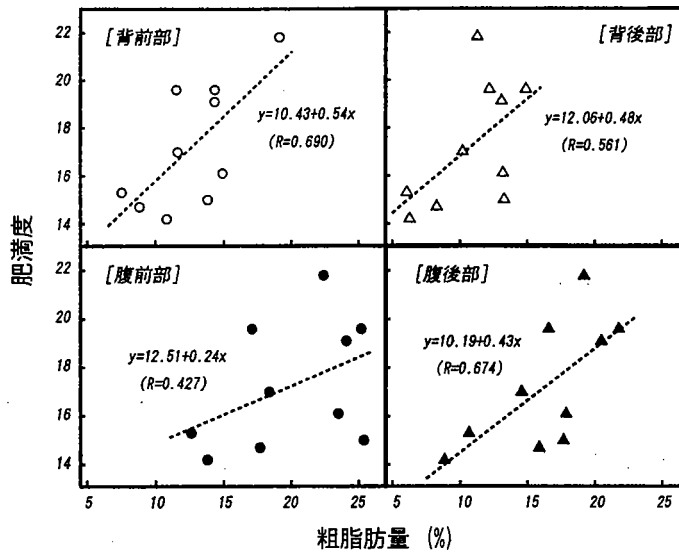 [背前部]
y=10.43+0.54x
(R=0.690)
[背後部]
y=12.06+0.48x
(R=0.561)
22
20
18
16
14
肥満度
[腹前部]
y=12.51+0.24x
(R=0.427)
[腹後部]
y=10.19+0.43x
(R=0.674)
22
20
18
16
14
5 10 15 20 25 5 10 15 20 25
粗脂肪量 (%)